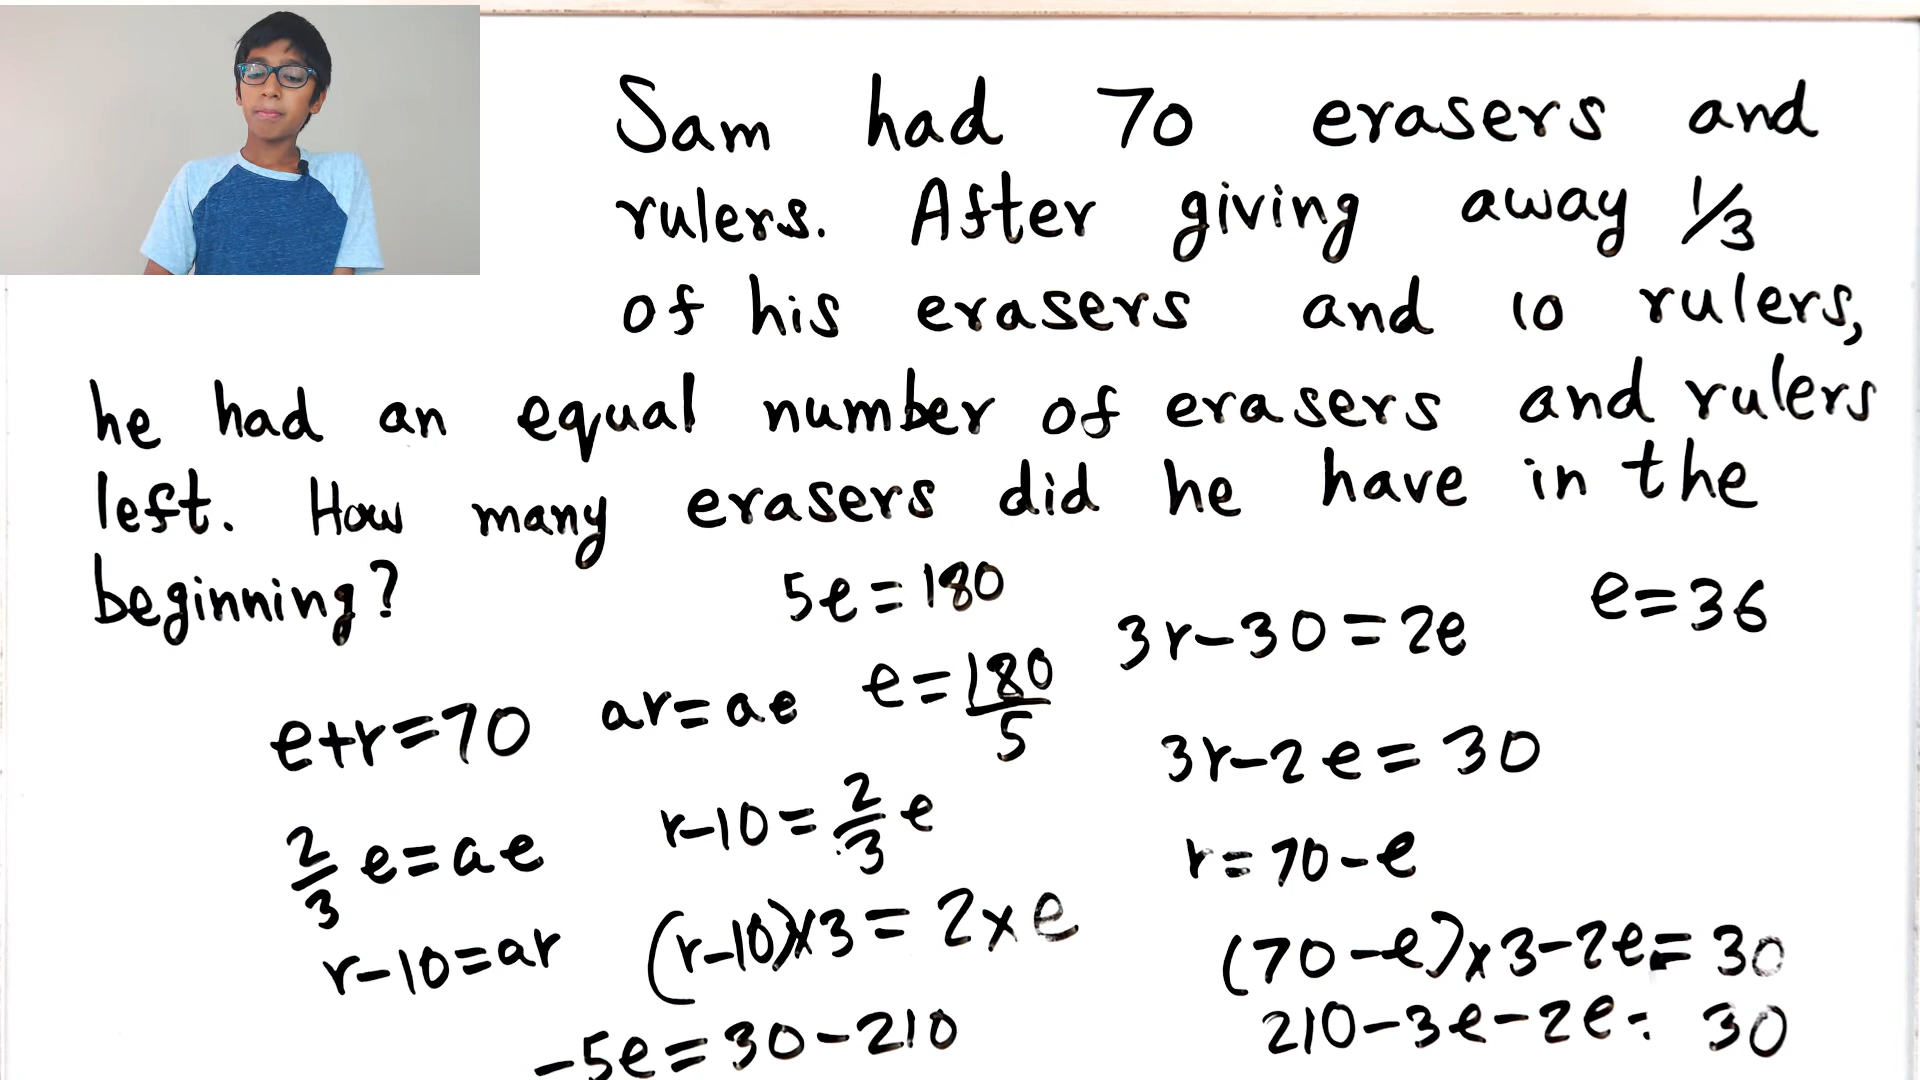 Sam had 70 erasers and
rulers. After giving away 1/3
of his erasers and 10 rulers,
he had an equal number of erasers and rulers
left. How many erasers did he have in the
beginning?
e+r=70
2/3 e=ae
r-10=ar
ar=ae
r-10=2/3 e
(r-10)x3=2xe
3r-30=2e
3r-2e=30
r=70-e
(70-e)x3-2e=30
210-3e-2e=30
-5e=30-210
5e=180
e=180/5
e=36